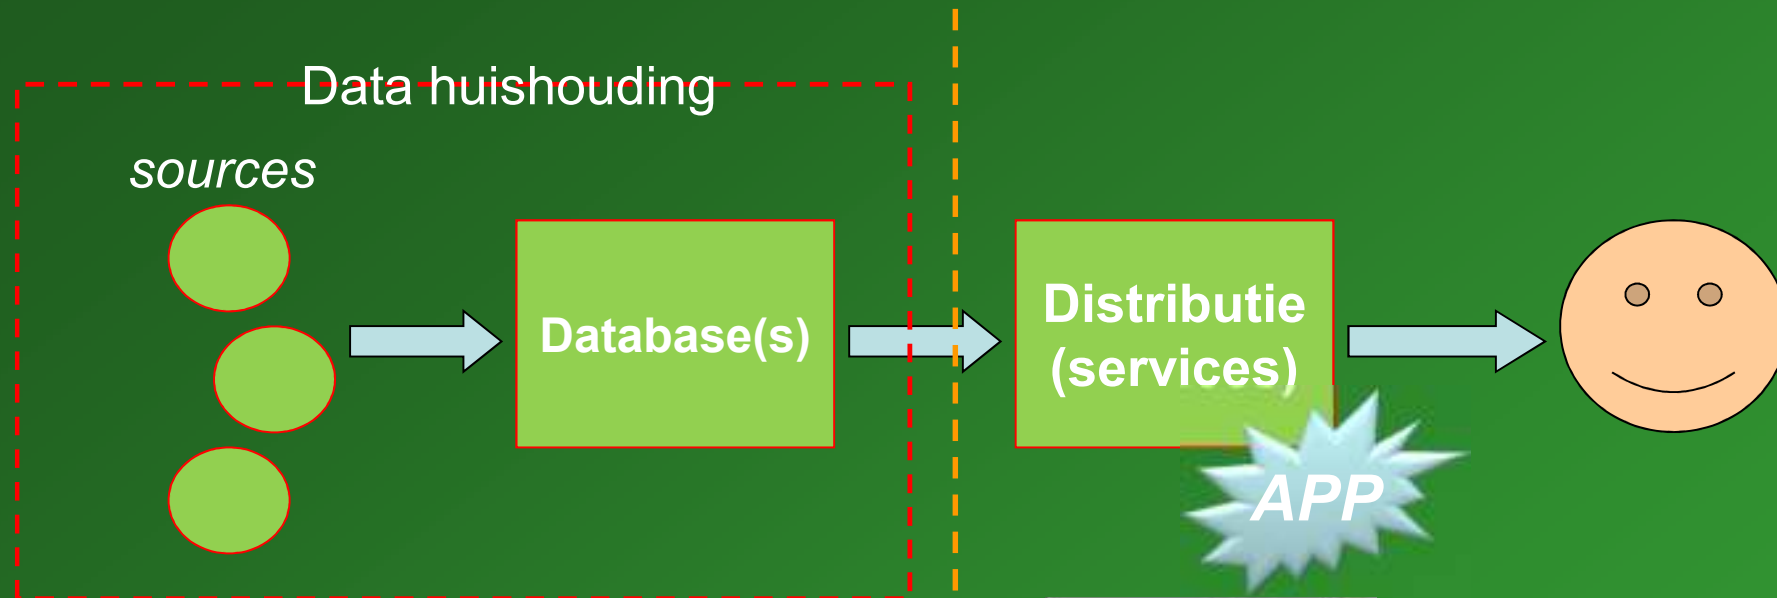 Data huishouding
sources
Database(s)
Distributie
(services)
APP